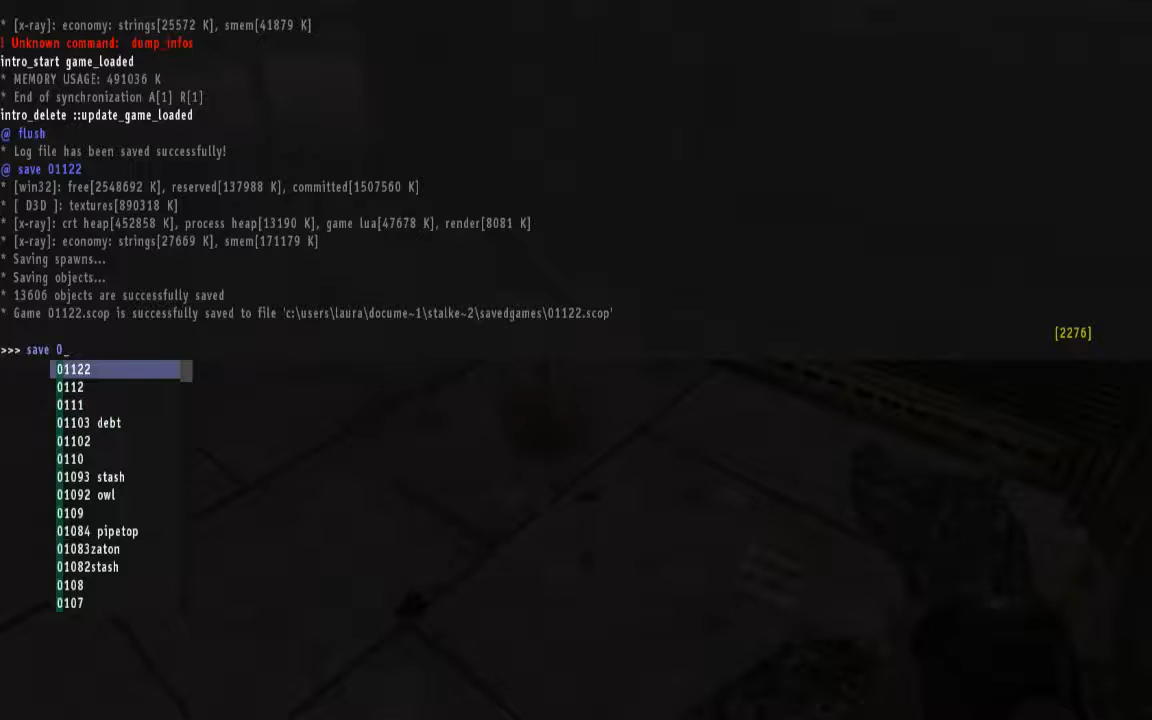 * [x-ray]: economy: strings[25572 K], smem[41879 K]
! Unknown command:  dump_infos
intro_start game_loaded
* MEMORY USAGE: 491036 K
* End of synchronization A[1] R[1]
intro_delete ::update_game_loaded
@ flush
* Log file has been saved successfully!
@ save 01122
* [win32]: free[2548692 K], reserved[137988 K], committed[1507560 K]
* [ D3D ]: textures[890318 K]
* [x-ray]: crt heap[452858 K], process heap[13190 K], game lua[47678 K], render[8081 K]
* [x-ray]: economy: strings[27669 K], smem[171179 K]
* Saving spawns...
* Saving objects...
* 13606 objects are successfully saved
* Game 01122.scop is successfully saved to file 'c:\users\laura\docume~1\stalke~2\savedgames\01122.scop'
[2276]
>>> save 0_
01122
0112
0111
01103 debt
01102
0110
01093 stash
01092 owl
0109
01084 pipetop
01083zaton
01082stash
0108
0107